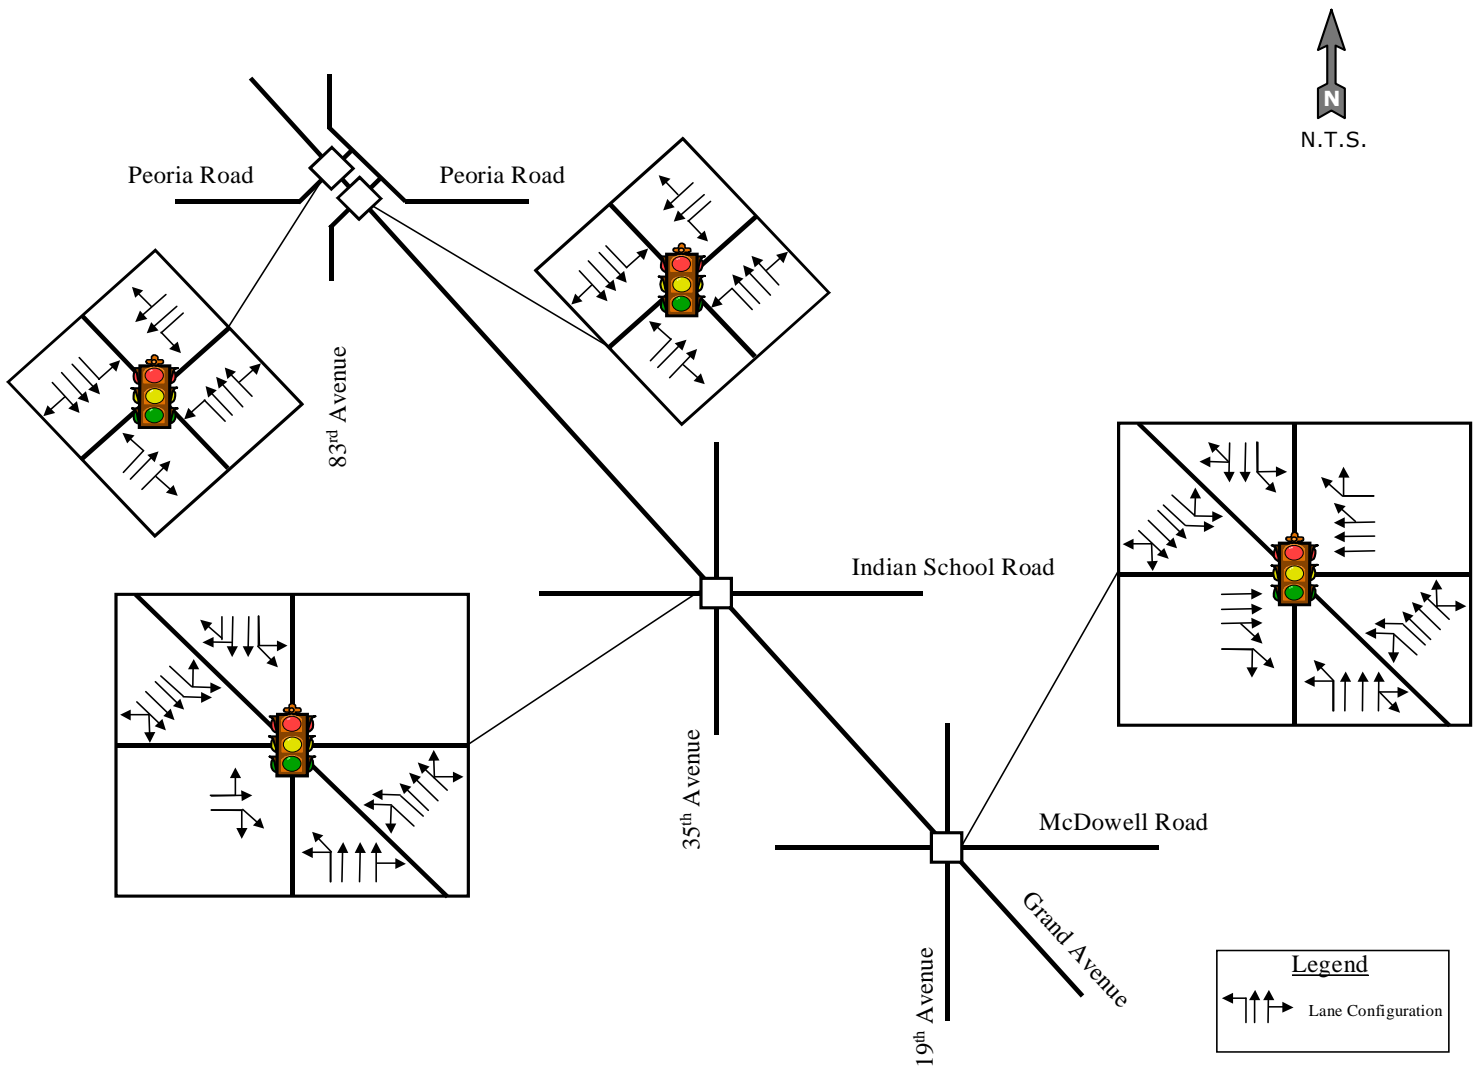 N
N.T.S.
Peoria Road
Peoria Road
83rd Avenue
Indian School Road
35th Avenue
McDowell Road
Grand Avenue
19th Avenue
Legend
Lane Configuration